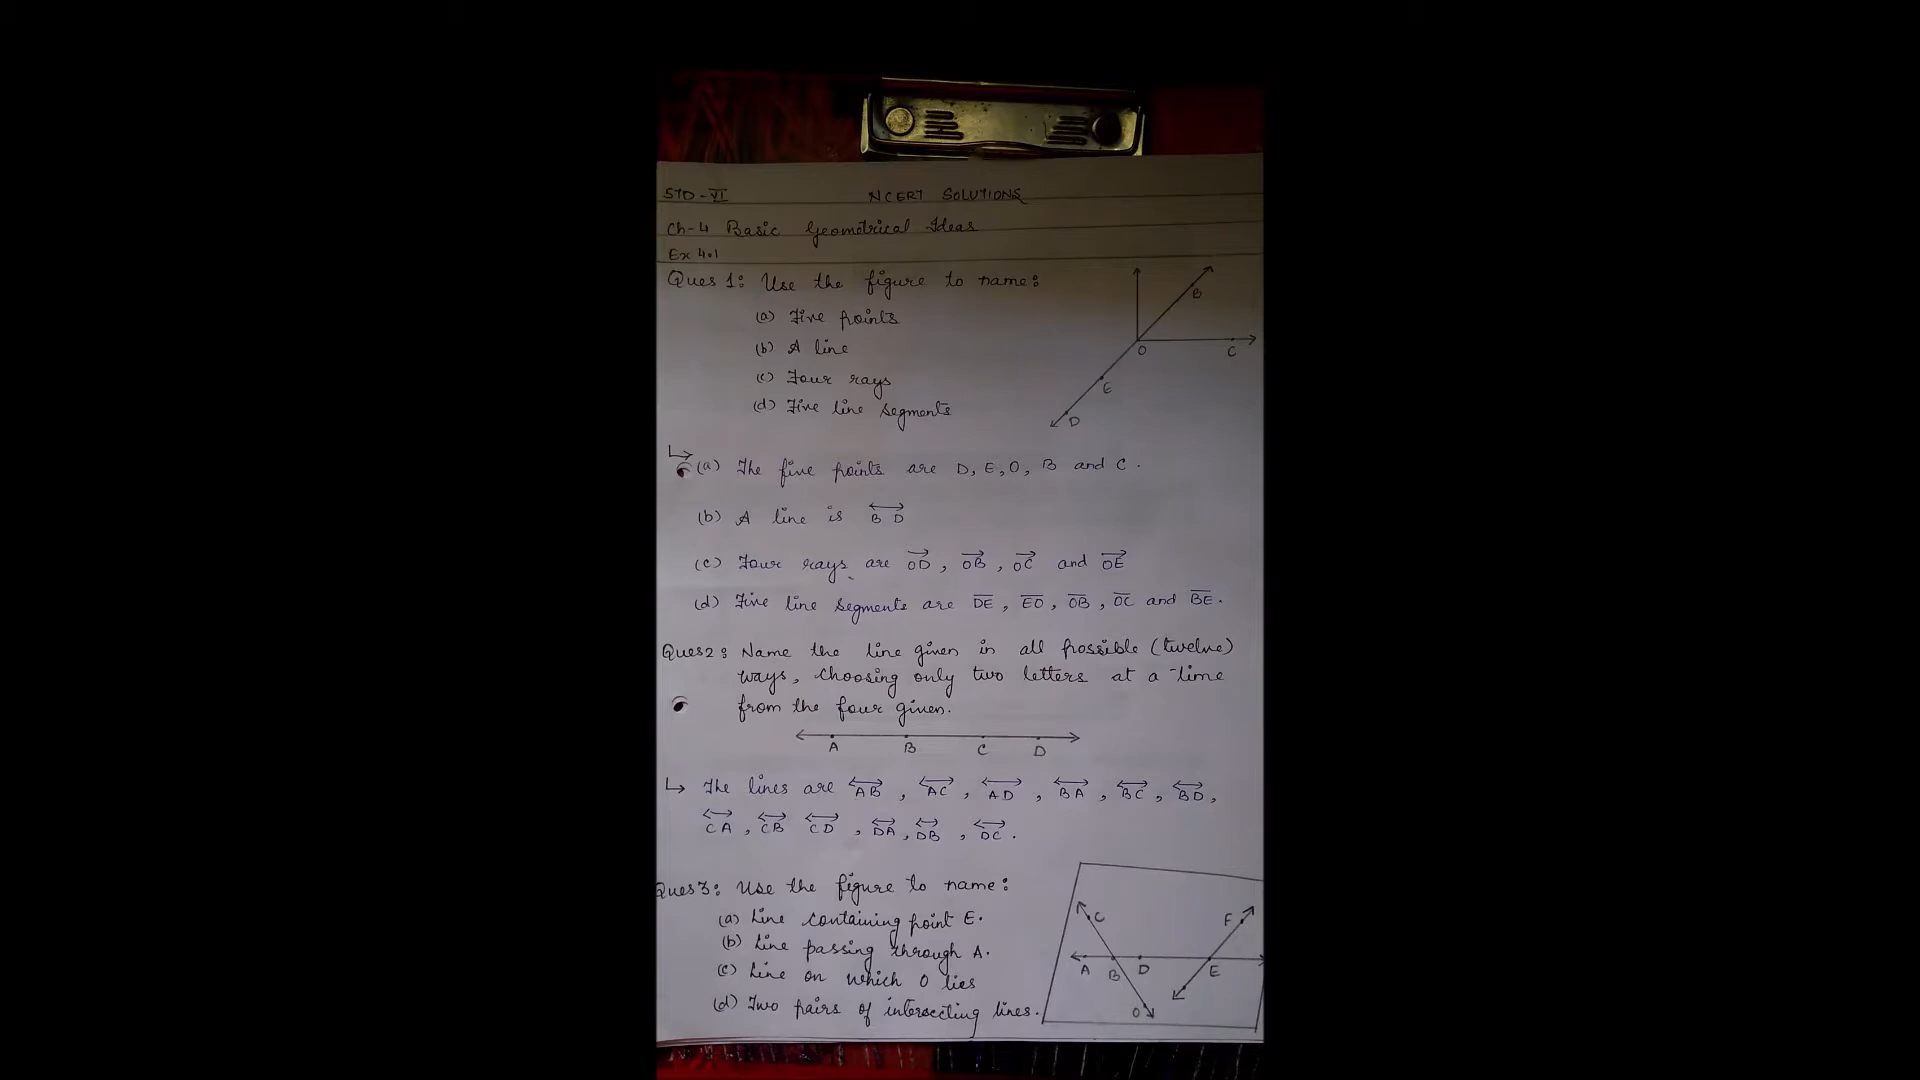 STD-VI NCERT SOLUTIONS
Ch-4 Basic Geometrical Ideas
Ex 4.1
Ques 1: Use the figure to name:
(a) Five points
(b) A line
(c) Four rays
(d) Five line segments
B
O
C
E
D
↳ (a) The five points are D, E, O, B and C.
(b) A line is BD
(c) Four rays are OD, OB, OC and OE
(d) Five line segments are DE, EO, OB, OC and BE.
Ques2: Name the line given in all possible (twelve)
ways, choosing only two letters at a time
from the four given.
A B C D
↳ The lines are AB, AC, AD, BA, BC, BD,
CA, CB CD, DA, DB, DC.
Ques 3: Use the figure to name:
(a) Line containing point E.
(b) Line passing through A.
(c) Line on which O lies
(d) Two pairs of intersecting lines.
C F
A B D E
O